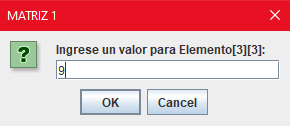 MATRIZ 1
Ingrese un valor para Elemento[3][3]:
9
OK Cancel